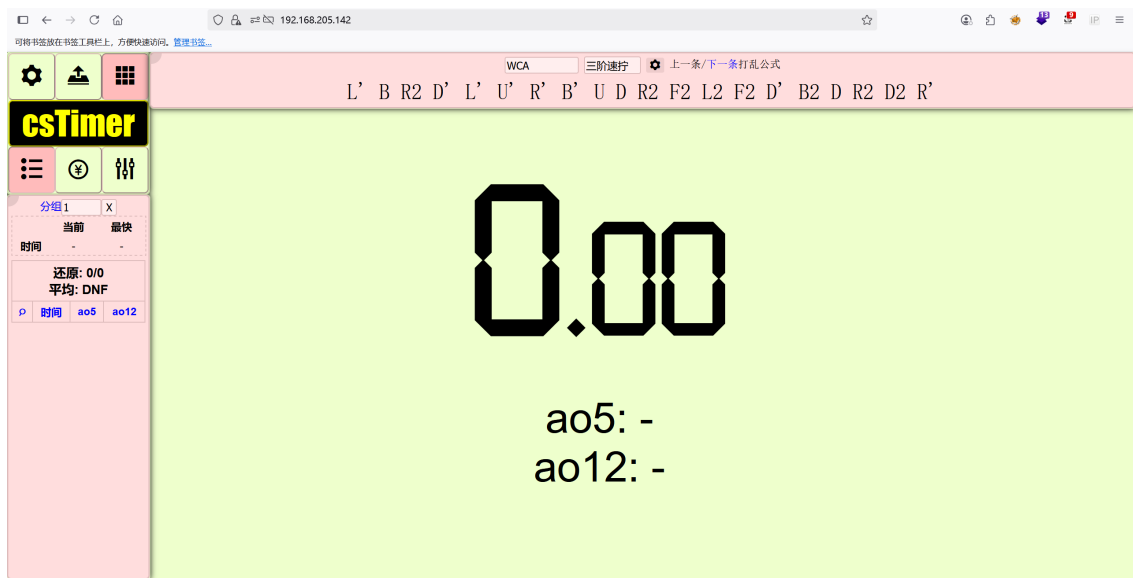 192.168.205.142
13
9
IP
可将书签放在书签工具栏上，方便快速访问。管理书签...
WCA 三阶速拧 上一条/下一条打乱公式
L’ B R2 D’ L’ U’ R’ B’ U D R2 F2 L2 F2 D’ B2 D R2 D2 R’
csTimer
分组 1 X
当前 最快
时间 - -
还原: 0/0
平均: DNF
时间 ao5 ao12
0.00
ao5: -
ao12: -